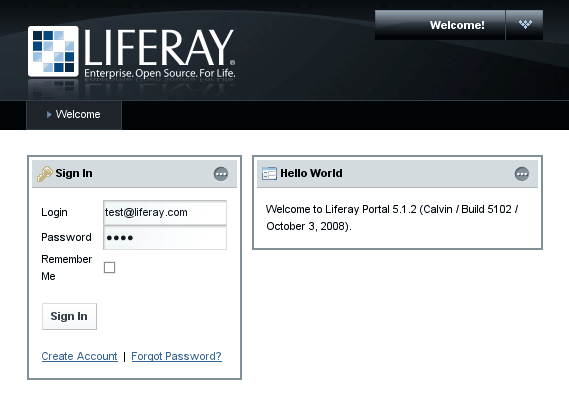 Welcome!
LIFERAY®
Enterprise. Open Source. For Life.
Welcome
Sign In
Login test@liferay.com
Password ••••
Remember
Me
Sign In
Create Account | Forgot Password?
Hello World
Welcome to Liferay Portal 5.1.2 (Calvin / Build 5102 /
October 3, 2008).